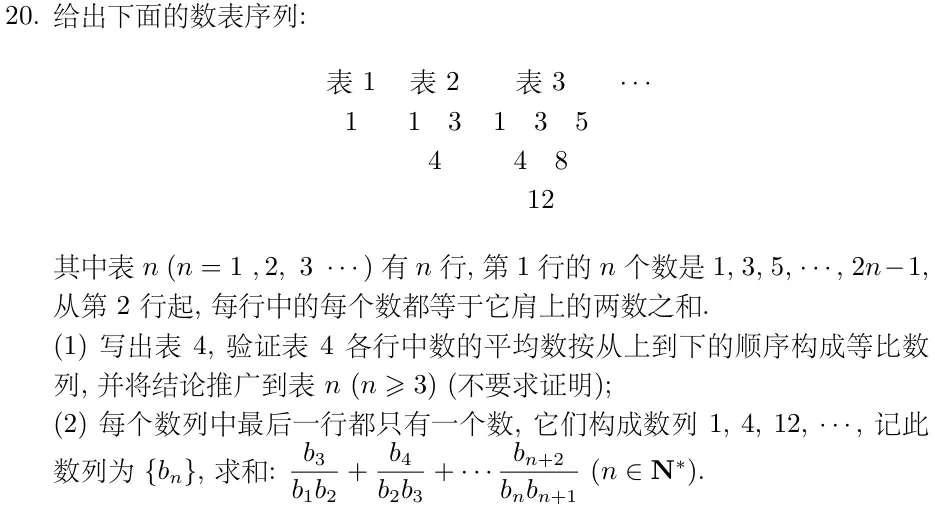 20. 给出下面的数表序列:
表 1 表 2 表 3 ⋯
1 1 3 1 3 5
4 4 8
12
其中表 n (n = 1 ,2, 3 ⋯) 有 n 行, 第 1 行的 n 个数是 1, 3, 5, ⋯, 2n−1,
从第 2 行起, 每行中的每个数都等于它肩上的两数之和.
(1) 写出表 4, 验证表 4 各行中数的平均数按从上到下的顺序构成等比数
列, 并将结论推广到表 n (n ⩾ 3) (不要求证明);
(2) 每个数列中最后一行都只有一个数, 它们构成数列 1, 4, 12, ⋯, 记此
数列为 {b_n}, 求和: b_3/(b_1b_2) + b_4/(b_2b_3) + ⋯ b_{n+2}/(b_nb_{n+1}) (n ∈ N*).